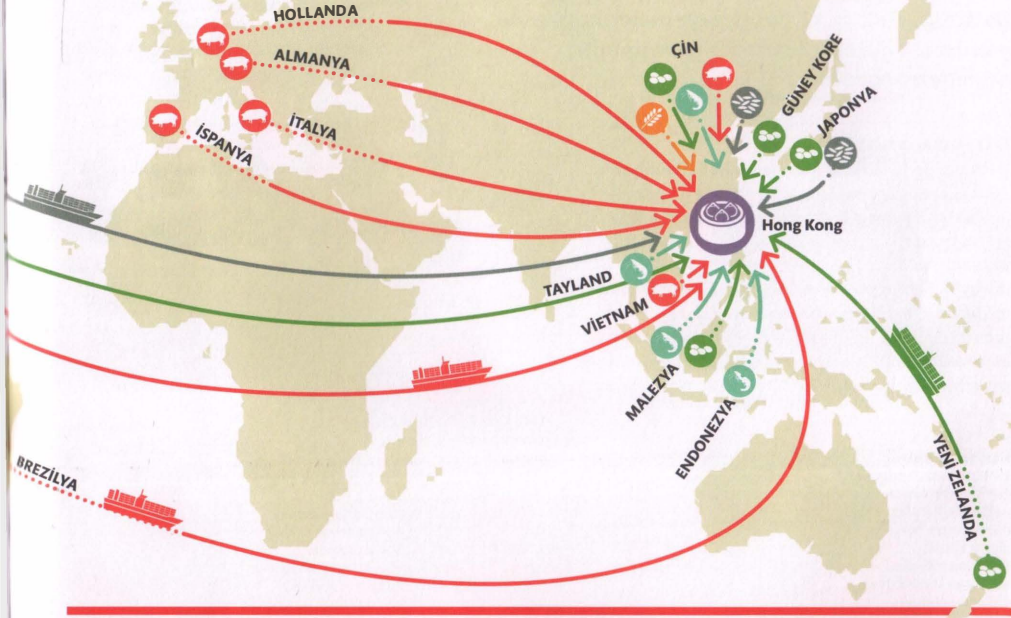 HOLLANDA
ALMANYA
İTALYA
İSPANYA
ÇİN
GÜNEY KORE
JAPONYA
Hong Kong
TAYLAND
VİETNAM
MALEZYA
ENDONEZYA
BREZİLYA
YENİ ZELANDA